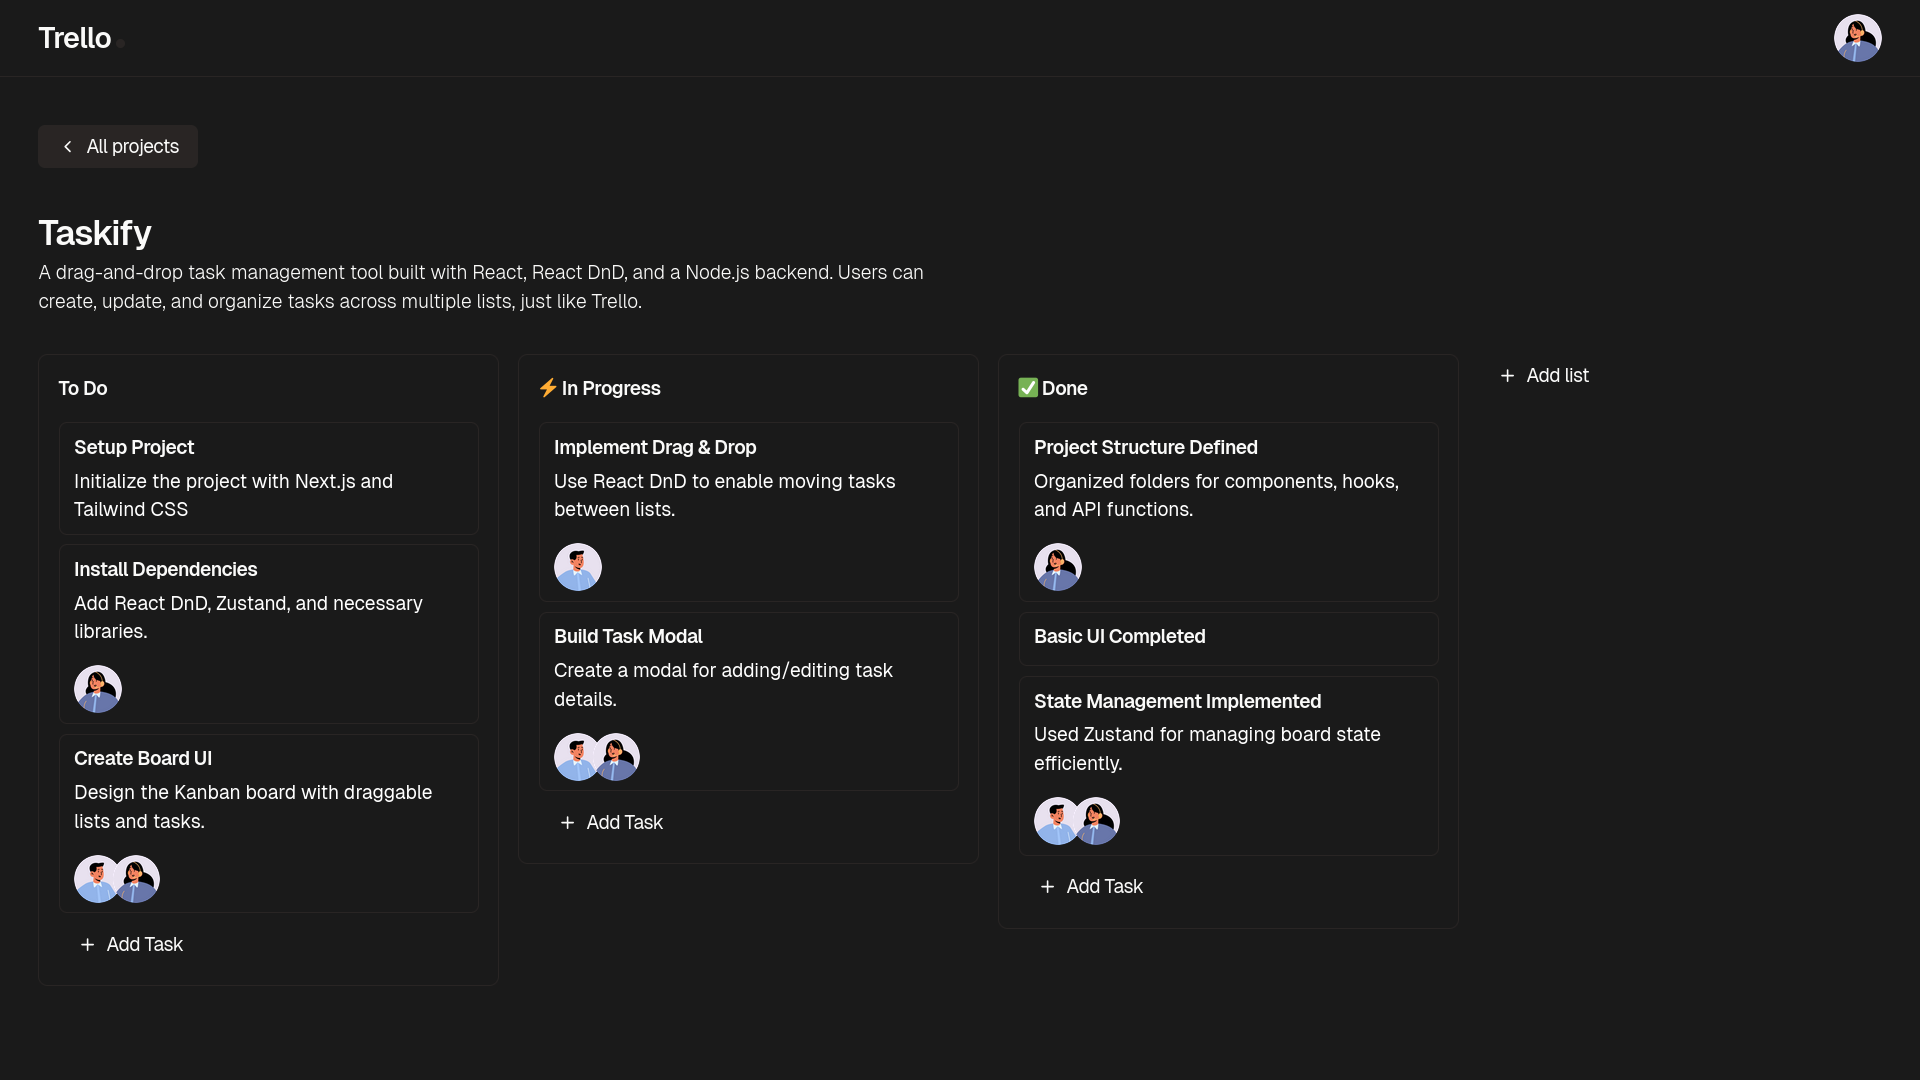 Trello
All projects
Taskify
A drag-and-drop task management tool built with React, React DnD, and a Node.js backend. Users can
create, update, and organize tasks across multiple lists, just like Trello.
To Do
Setup Project
Initialize the project with Next.js and
Tailwind CSS
Install Dependencies
Add React DnD, Zustand, and necessary
libraries.
Create Board UI
Design the Kanban board with draggable
lists and tasks.
+ Add Task
⚡ In Progress
Implement Drag & Drop
Use React DnD to enable moving tasks
between lists.
Build Task Modal
Create a modal for adding/editing task
details.
+ Add Task
✅ Done
Project Structure Defined
Organized folders for components, hooks,
and API functions.
Basic UI Completed
State Management Implemented
Used Zustand for managing board state
efficiently.
+ Add Task
+ Add list